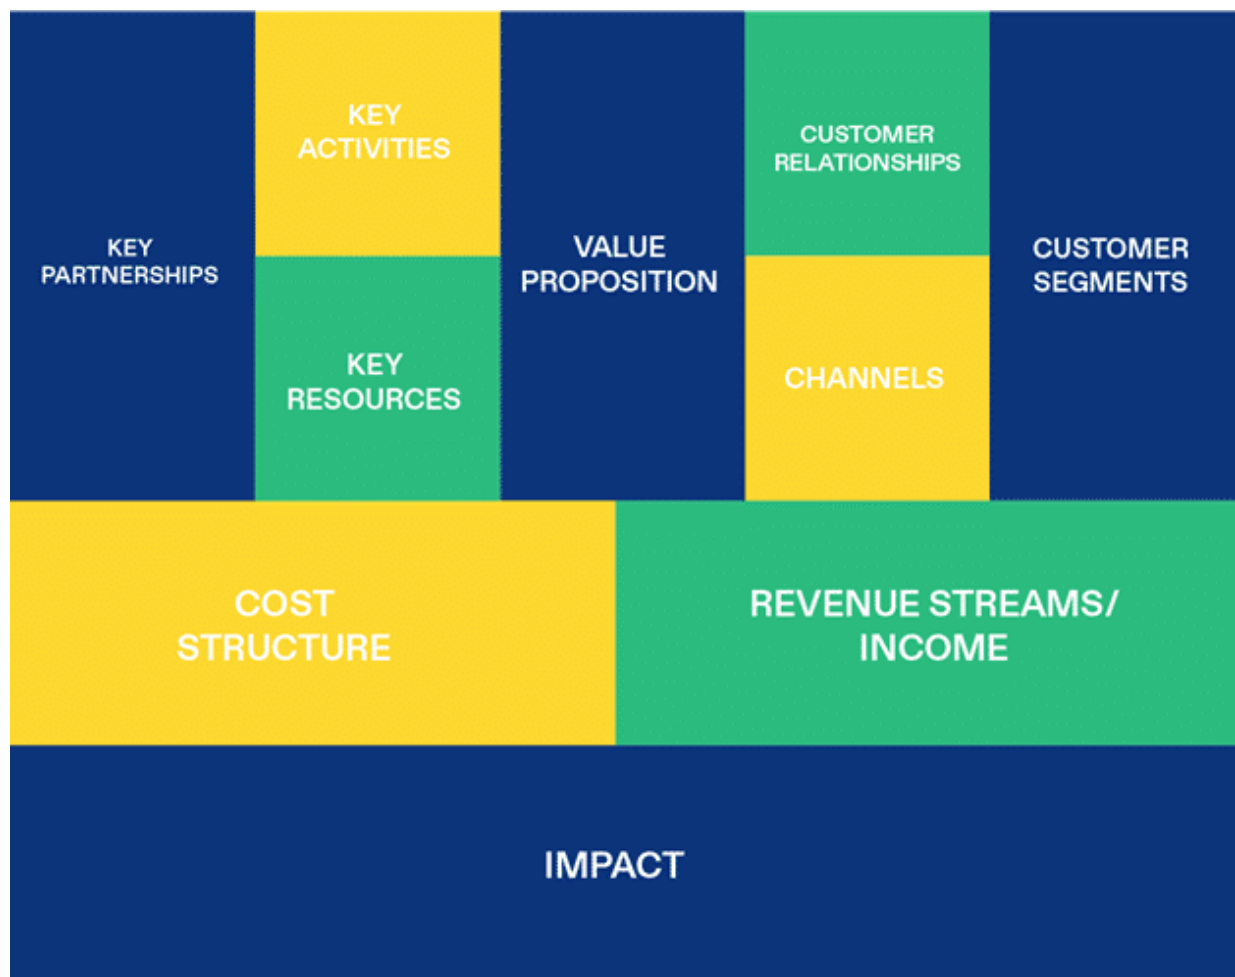 KEY
PARTNERSHIPS
KEY
ACTIVITIES
KEY
RESOURCES
VALUE
PROPOSITION
CUSTOMER
RELATIONSHIPS
CHANNELS
CUSTOMER
SEGMENTS
COST
STRUCTURE
REVENUE STREAMS/
INCOME
IMPACT